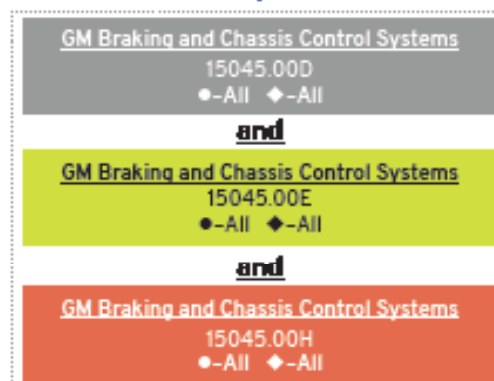 GM Braking and Chassis Control Systems
15045.00D
●-All ◆-All
and
GM Braking and Chassis Control Systems
15045.00E
●-All ◆-All
and
GM Braking and Chassis Control Systems
15045.00H
●-All ◆-All